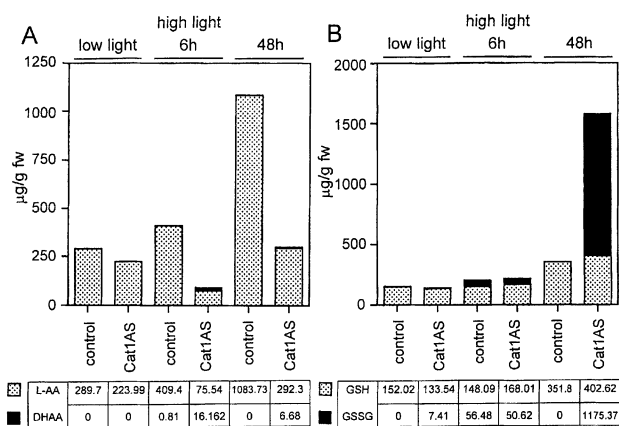 A
high light
low light 6h 48h
1250
1000
750
500
250
0
µg/g fw
control Cat1AS control Cat1AS control Cat1AS
L-AA 289.7 223.99 409.4 75.54 1083.73 292.3
DHAA 0 0 0.81 16.162 0 6.68
B
high light
low light 6h 48h
2000
1500
1000
500
0
µg/g fw
control Cat1AS control Cat1AS control Cat1AS
GSH 152.02 133.54 148.09 168.01 351.8 402.62
GSSG 0 7.41 56.48 50.62 0 1175.37